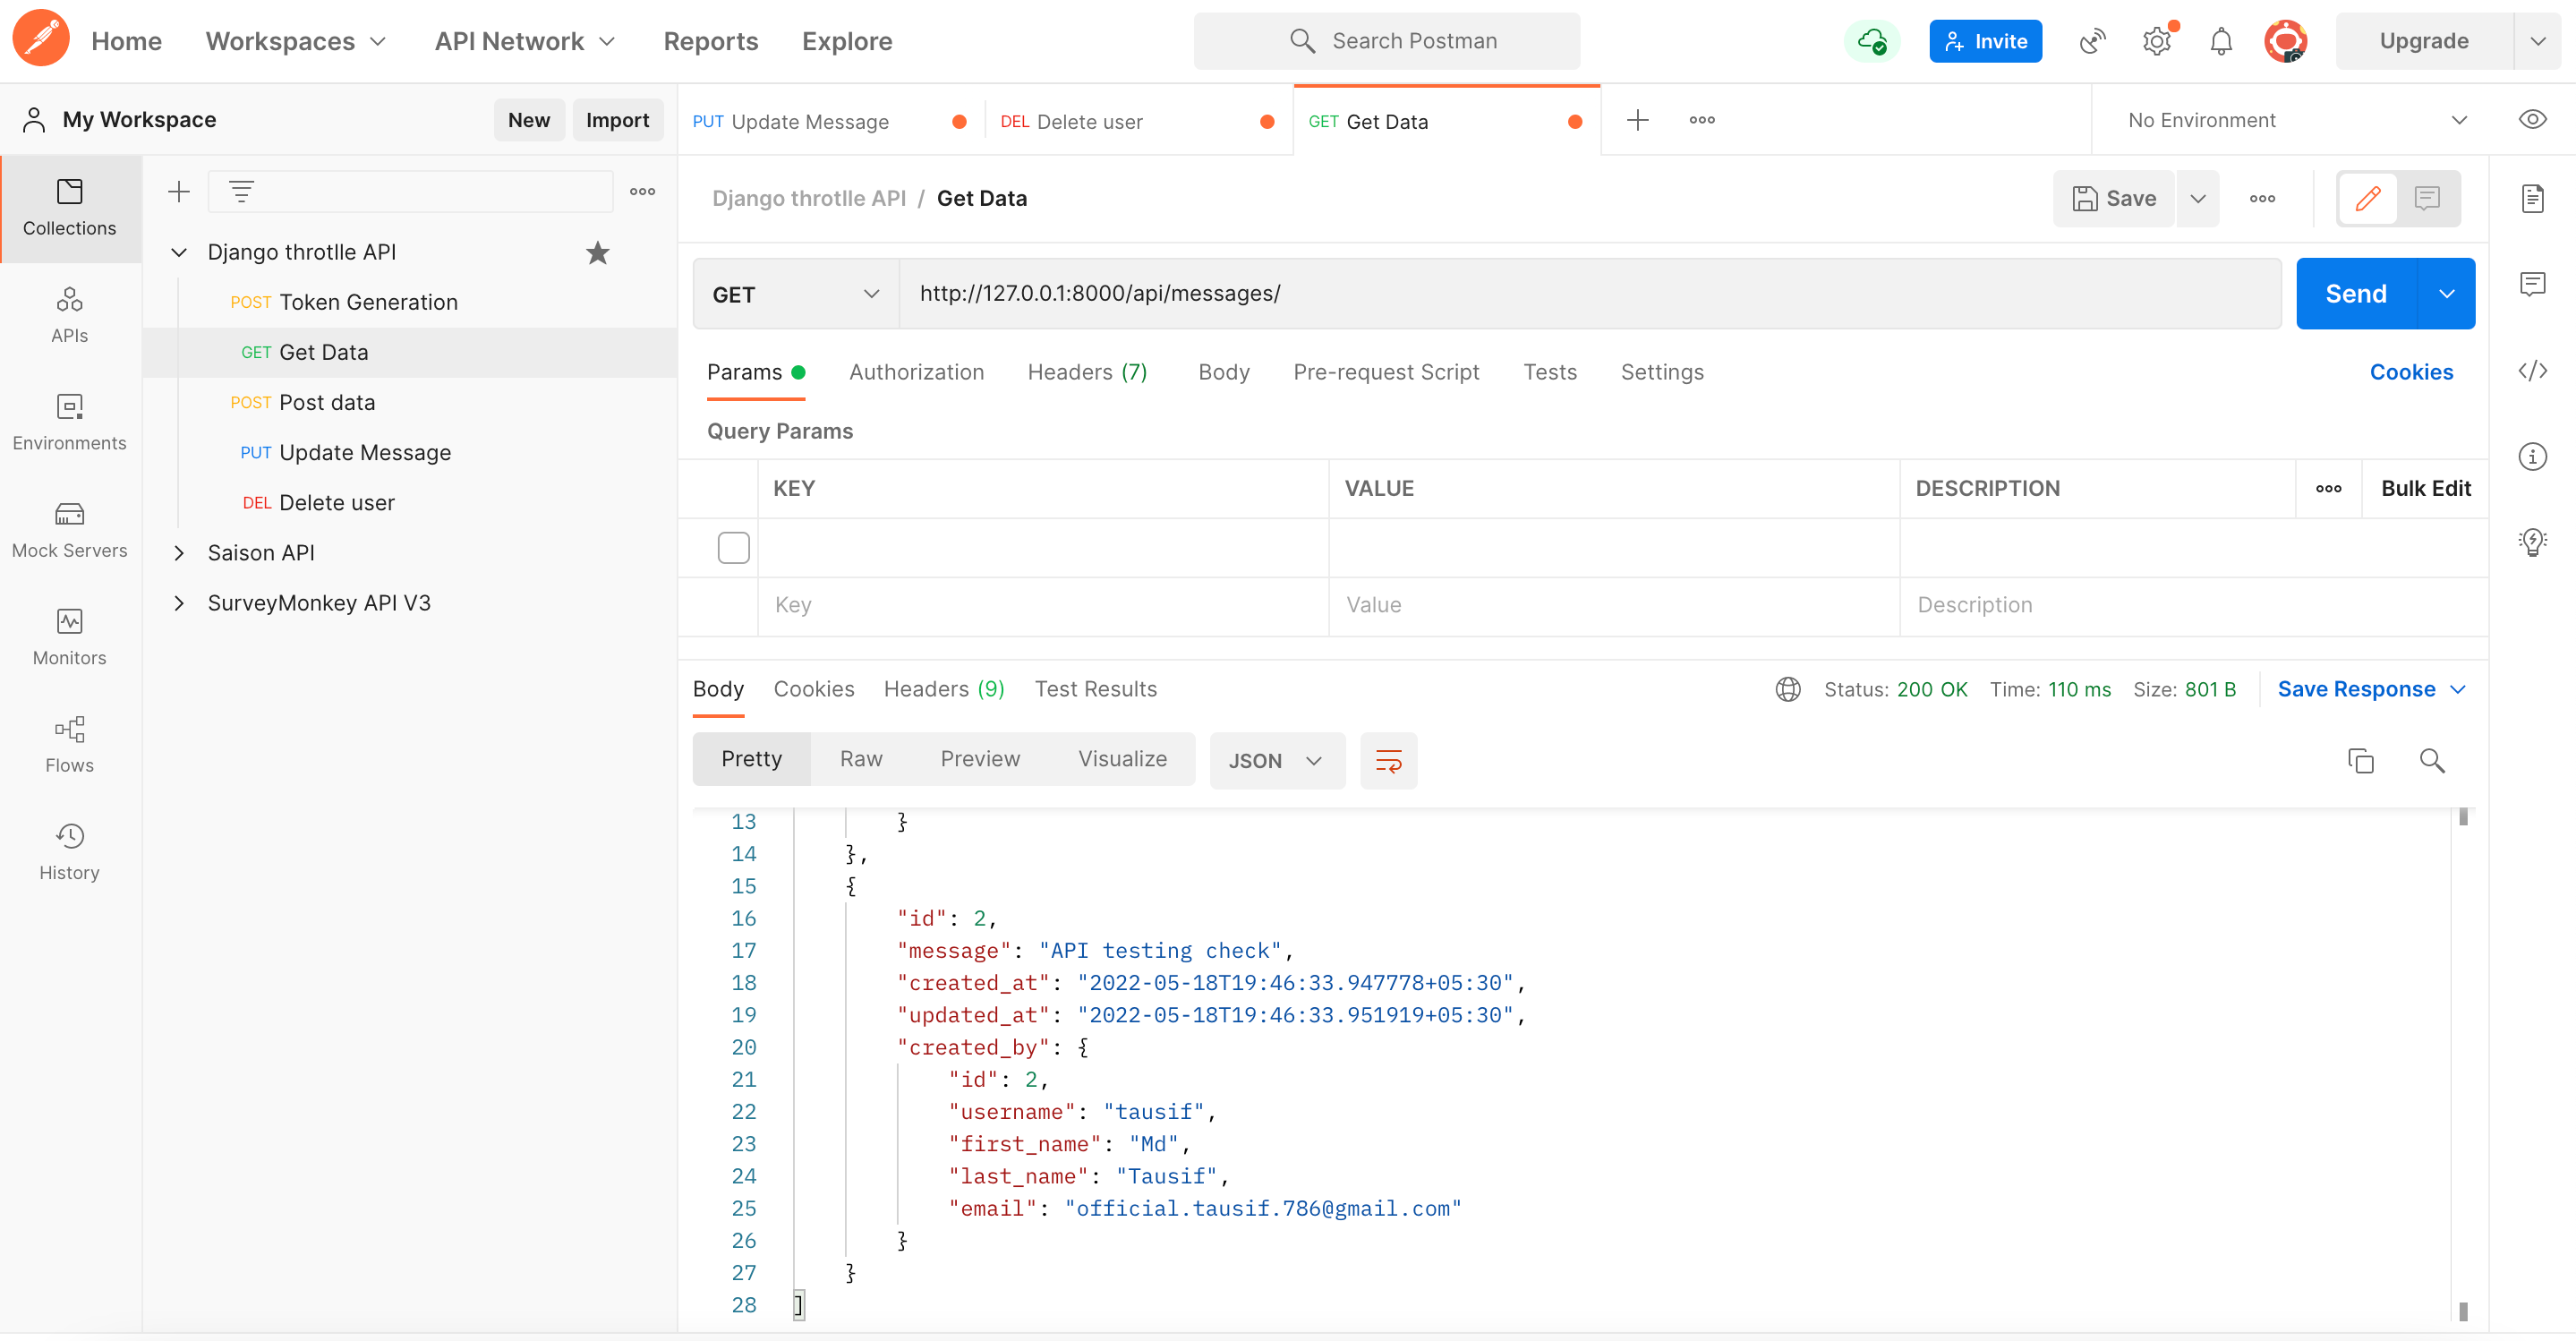 Home Workspaces API Network Reports Explore Search Postman Invite Upgrade
My Workspace New Import PUT Update Message DEL Delete user GET Get Data No Environment
Collections
APIs
Environments
Mock Servers
Monitors
Flows
History
Django throtlle API
POST Token Generation
GET Get Data
POST Post data
PUT Update Message
DEL Delete user
Saison API
SurveyMonkey API V3
Django throtlle API / Get Data Save
GET http://127.0.0.1:8000/api/messages/ Send
Params Authorization Headers (7) Body Pre-request Script Tests Settings Cookies
Query Params
KEY VALUE DESCRIPTION Bulk Edit
Key Value Description
Body Cookies Headers (9) Test Results Status: 200 OK Time: 110 ms Size: 801 B Save Response
Pretty Raw Preview Visualize JSON
13 }
14 },
15 {
16 "id": 2,
17 "message": "API testing check",
18 "created_at": "2022-05-18T19:46:33.947778+05:30",
19 "updated_at": "2022-05-18T19:46:33.951919+05:30",
20 "created_by": {
21 "id": 2,
22 "username": "tausif",
23 "first_name": "Md",
24 "last_name": "Tausif",
25 "email": "official.tausif.786@gmail.com"
26 }
27 }
28 ]